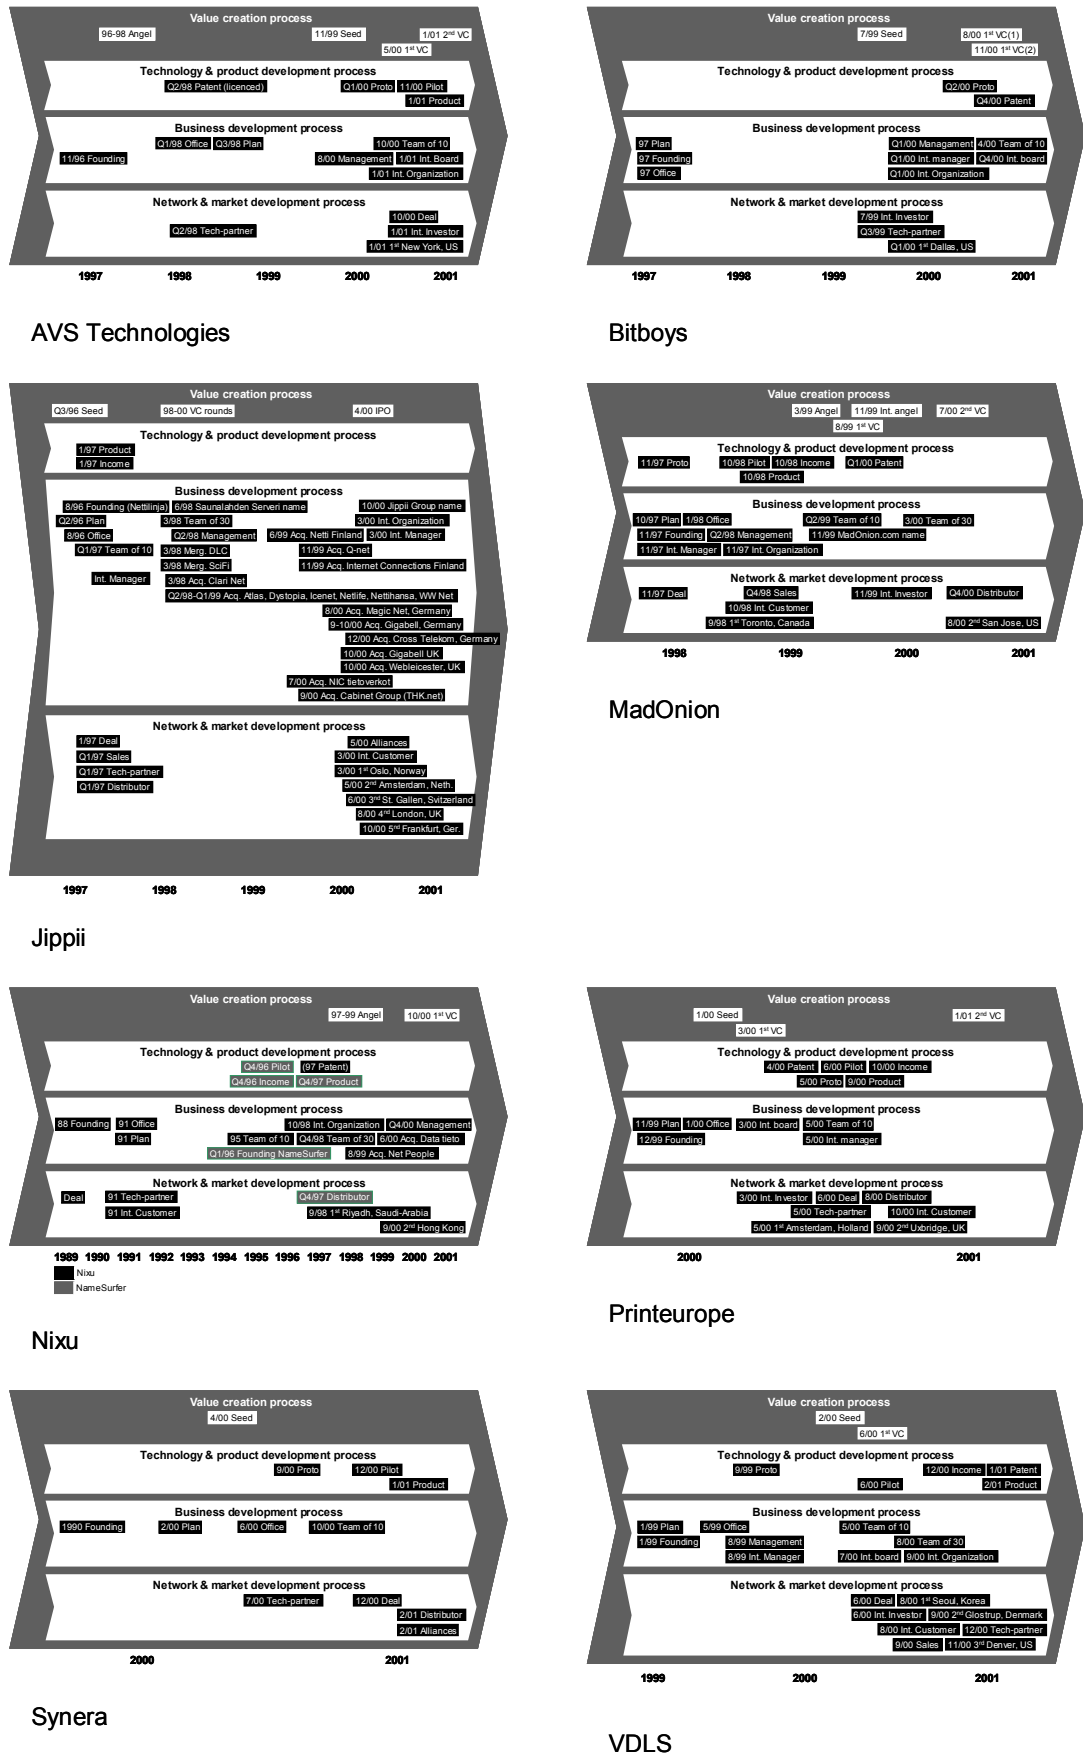 Value creation process
96-98 Angel 11/99 Seed 1/01 2nd VC
5/00 1st VC
Technology & product development process
Q2/98 Patent (licenced) Q1/00 Proto 11/00 Pilot
1/01 Product
Business development process
Q1/98 Office Q3/98 Plan 10/00 Team of 10
11/96 Founding 8/00 Management 1/01 Int. Board
1/01 Int. Organization
Network & market development process
10/00 Deal
Q2/98 Tech-partner 1/01 Int. Investor
1/01 1st New York, US
1997 1998 1999 2000 2001
AVS Technologies
Value creation process
7/99 Seed 8/00 1st VC(1)
11/00 1st VC(2)
Technology & product development process
Q2/00 Proto
Q4/00 Patent
Business development process
97 Plan Q1/00 Managament 4/00 Team of 10
97 Founding Q1/00 Int. manager Q4/00 Int. board
97 Office Q1/00 Int. Organization
Network & market development process
7/99 Int. Investor
Q3/99 Tech-partner
Q1/00 1st Dallas, US
1997 1998 1999 2000 2001
Bitboys
Value creation process
Q3/96 Seed 98-00 VC rounds 4/00 IPO
Technology & product development process
1/97 Product
1/97 Income
Business development process
8/96 Founding (Nettilinja) 6/98 Saunalahden Serveri name 10/00 Jippii Group name
Q2/96 Plan 3/98 Team of 30 3/00 Int. Organization
8/96 Office Q2/98 Management 6/99 Acq. Netti Finland 3/00 Int. Manager
Q1/97 Team of 10 3/98 Merg. DLC 11/99 Acq. Q-net
3/98 Merg. SciFi 11/99 Acq. Internet Connections Finland
Int. Manager 3/98 Acq. Clari Net
Q2/98-Q1/99 Acq. Atlas, Dystopia, Icenet, Netlife, Nettihansa, WW Net
8/00 Acq. Magic Net, Germany
9-10/00 Acq. Gigabell, Germany
12/00 Acq. Cross Telekom, Germany
10/00 Acq. Gigabell UK
10/00 Acq. Webleicester, UK
7/00 Acq. NIC tietoverkot
9/00 Acq. Cabinet Group (THK.net)
Network & market development process
1/97 Deal 5/00 Alliances
Q1/97 Sales 3/00 Int. Customer
Q1/97 Tech-partner 3/00 1st Oslo, Norway
Q1/97 Distributor 5/00 2nd Amsterdam, Neth.
6/00 3rd St. Gallen, Svitzerland
8/00 4nd London, UK
10/00 5nd Frankfurt, Ger.
1997 1998 1999 2000 2001
Jippii
Value creation process
3/99 Angel 11/99 Int. angel 7/00 2nd VC
8/99 1st VC
Technology & product development process
11/97 Proto 10/98 Pilot 10/98 Income Q1/00 Patent
10/98 Product
Business development process
10/97 Plan 1/98 Office Q2/99 Team of 10 3/00 Team of 30
11/97 Founding Q2/98 Management 11/99 MadOnion.com name
11/97 Int. Manager 11/97 Int. Organization
Network & market development process
11/97 Deal Q4/98 Sales 11/99 Int. Investor Q4/00 Distributor
10/98 Int. Customer
9/98 1st Toronto, Canada 8/00 2nd San Jose, US
1998 1999 2000 2001
MadOnion
Value creation process
97-99 Angel 10/00 1st VC
Technology & product development process
Q4/96 Pilot (97 Patent)
Q4/96 Income Q4/97 Product
Business development process
88 Founding 91 Office 10/98 Int. Organization Q4/00 Management
91 Plan 95 Team of 10 Q4/98 Team of 30 6/00 Acq. Data tieto
Q1/96 Founding NameSurfer 8/99 Acq. Net People
Network & market development process
Deal 91 Tech-partner Q4/97 Distributor
91 Int. Customer 9/98 1st Riyadh, Saudi-Arabia
9/00 2nd Hong Kong
1989 1990 1991 1992 1993 1994 1995 1996 1997 1998 1999 2000 2001
Nixu
NameSurfer
Nixu
Value creation process
1/00 Seed 1/01 2nd VC
3/00 1st VC
Technology & product development process
4/00 Patent 6/00 Pilot 10/00 Income
5/00 Proto 9/00 Product
Business development process
11/99 Plan 1/00 Office 3/00 Int. board 5/00 Team of 10
12/99 Founding 5/00 Int. manager
Network & market development process
3/00 Int. Investor 6/00 Deal 8/00 Distributor
5/00 Tech-partner 10/00 Int. Customer
5/00 1st Amsterdam, Holland 9/00 2nd Uxbridge, UK
2000 2001
Printeurope
Value creation process
4/00 Seed
Technology & product development process
9/00 Proto 12/00 Pilot
1/01 Product
Business development process
1990 Founding 2/00 Plan 6/00 Office 10/00 Team of 10
Network & market development process
7/00 Tech-partner 12/00 Deal
2/01 Distributor
2/01 Alliances
2000 2001
Synera
Value creation process
2/00 Seed
6/00 1st VC
Technology & product development process
9/99 Proto 12/00 Income 1/01 Patent
6/00 Pilot 2/01 Product
Business development process
1/99 Plan 5/99 Office 5/00 Team of 10
1/99 Founding 8/99 Management 8/00 Team of 30
8/99 Int. Manager 7/00 Int. board 9/00 Int. Organization
Network & market development process
6/00 Deal 8/00 1st Seoul, Korea
6/00 Int. Investor 9/00 2nd Glostrup, Denmark
8/00 Int. Customer 12/00 Tech-partner
9/00 Sales 11/00 3rd Denver, US
1999 2000 2001
VDLS